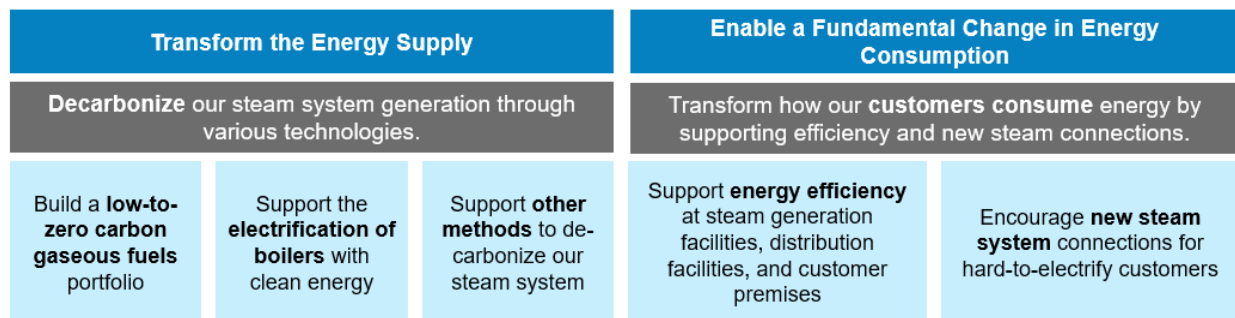 Transform the Energy Supply
Decarbonize our steam system generation through
various technologies.
Build a low-to-
zero carbon
gaseous fuels
portfolio
Support the
electrification of
boilers with
clean energy
Support other
methods to de-
carbonize our
steam system
Enable a Fundamental Change in Energy
Consumption
Transform how our customers consume energy by
supporting efficiency and new steam connections.
Support energy efficiency
at steam generation
facilities, distribution
facilities, and customer
premises
Encourage new steam
system connections for
hard-to-electrify customers